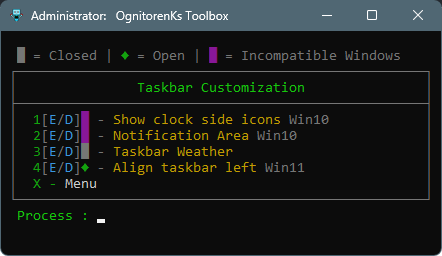 Administrator: OgnitorenKs Toolbox
█ = Closed | ♦ = Open | █ = Incompatible Windows
Taskbar Customization
1[E/D]█ - Show clock side icons Win10
2[E/D]█ - Notification Area Win10
3[E/D]█ - Taskbar Weather
4[E/D]♦ - Align taskbar left Win11
X - Menu
Process :